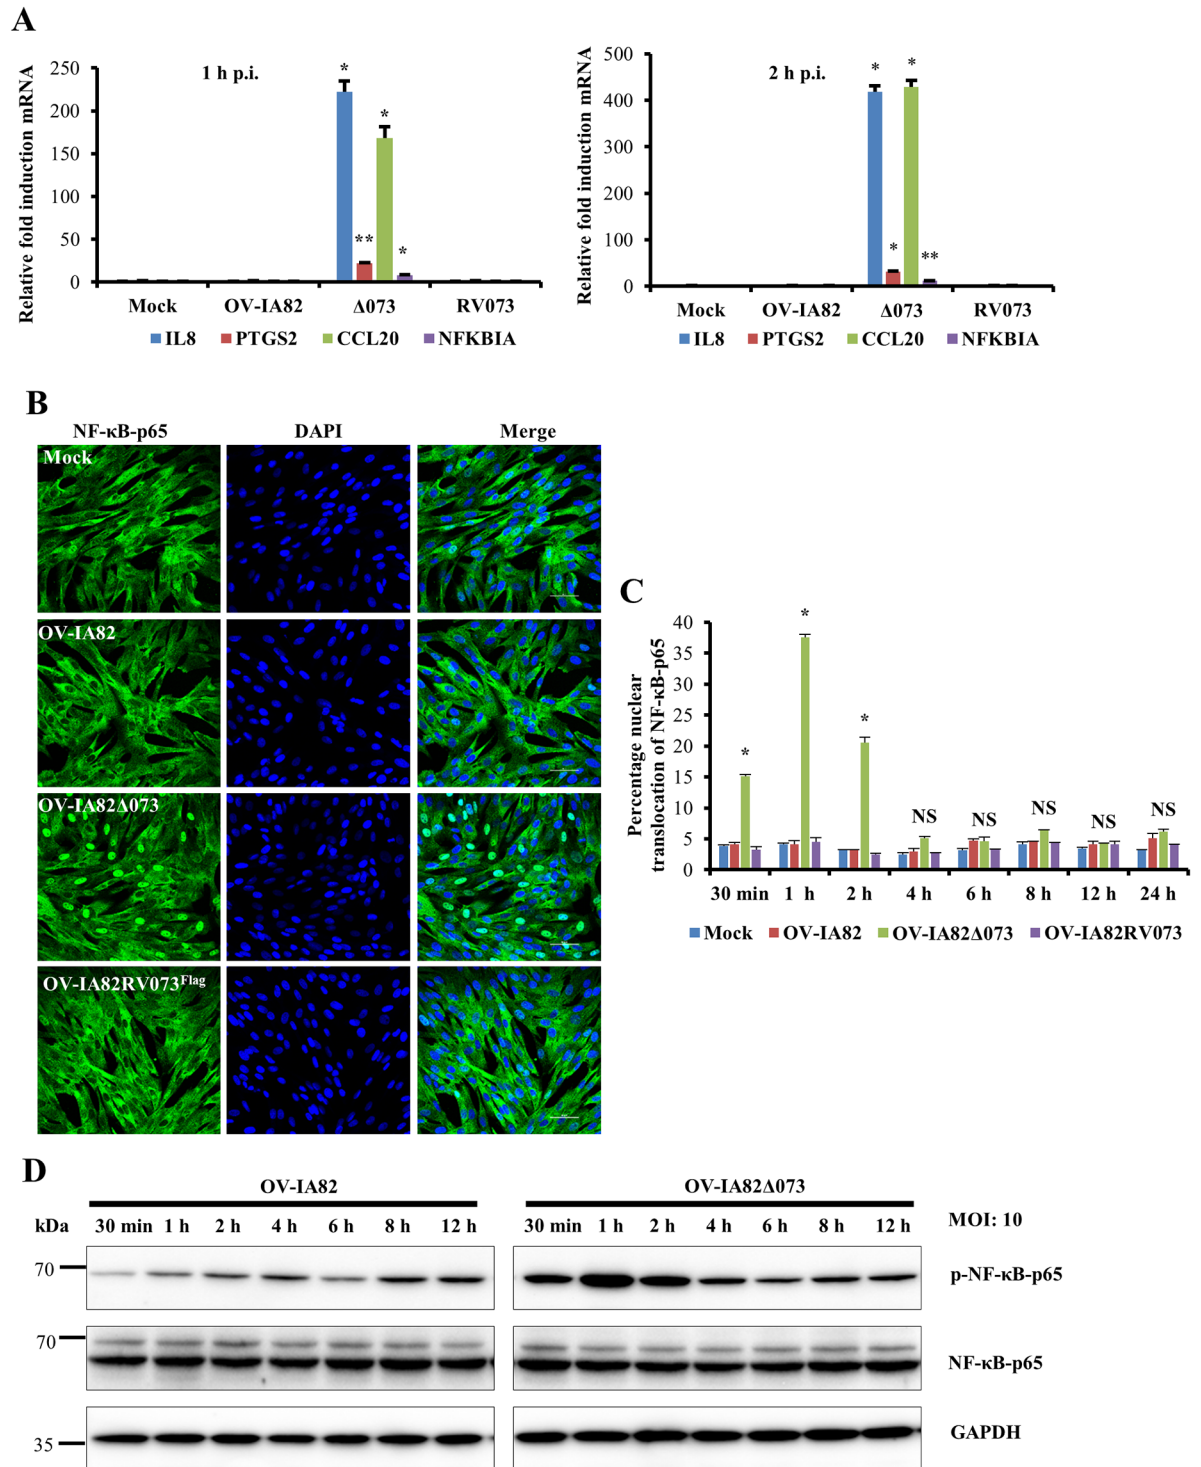 A
Relative fold induction mRNA
250
200
150
100
50
0
1 h p.i.
*
**
*
*
Mock OV-IA82 Δ073 RV073
IL8 PTGS2 CCL20 NFKBIA
Relative fold induction mRNA
500
400
300
200
100
0
2 h p.i.
*
*
*
**
Mock OV-IA82 Δ073 RV073
IL8 PTGS2 CCL20 NFKBIA
B
NF-κB-p65 DAPI Merge
Mock
OV-IA82
OV-IA82Δ073
OV-IA82RV073Flag
C
Percentage nuclear
translocation of NF-κB-p65
40
35
30
25
20
15
10
5
0
*
*
*
NS NS NS NS NS
30 min 1 h 2 h 4 h 6 h 8 h 12 h 24 h
Mock OV-IA82 OV-IA82Δ073 OV-IA82RV073
D
OV-IA82 OV-IA82Δ073
kDa 30 min 1 h 2 h 4 h 6 h 8 h 12 h 30 min 1 h 2 h 4 h 6 h 8 h 12 h MOI: 10
70 p-NF-κB-p65
70 NF-κB-p65
35 GAPDH